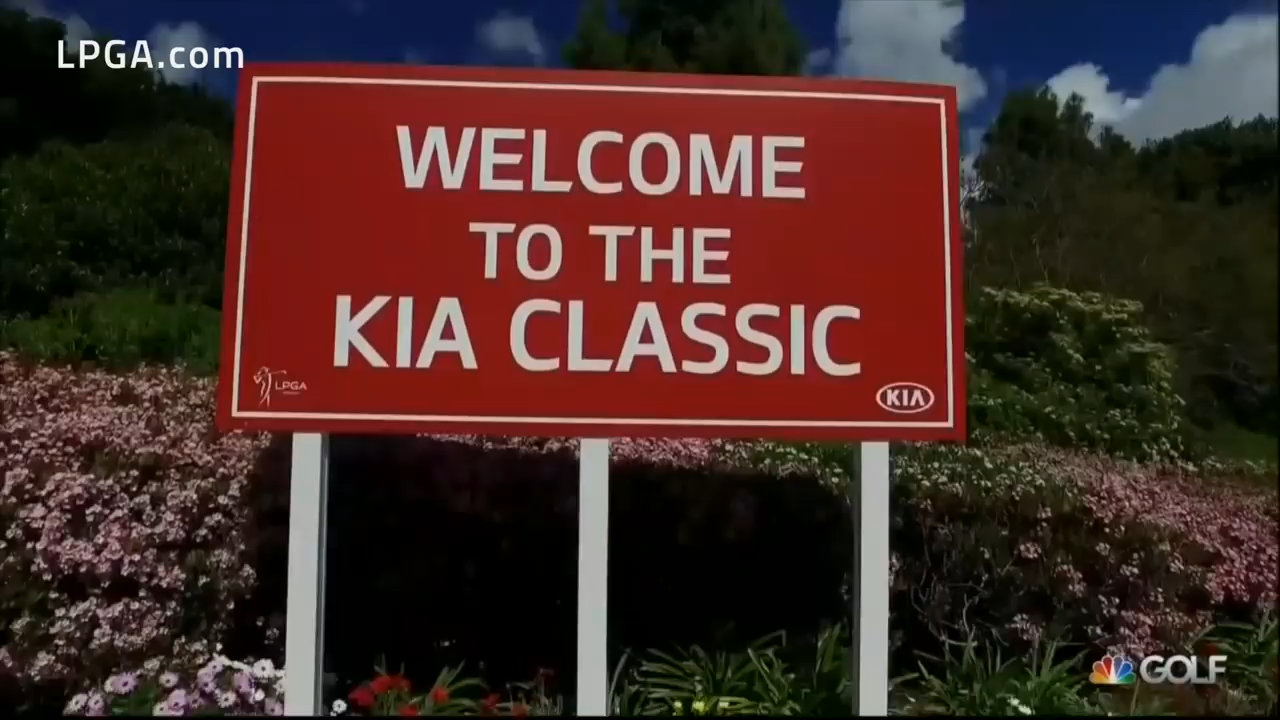 LPGA.com
WELCOME
TO THE
KIA CLASSIC
LPGA
KIA
GOLF